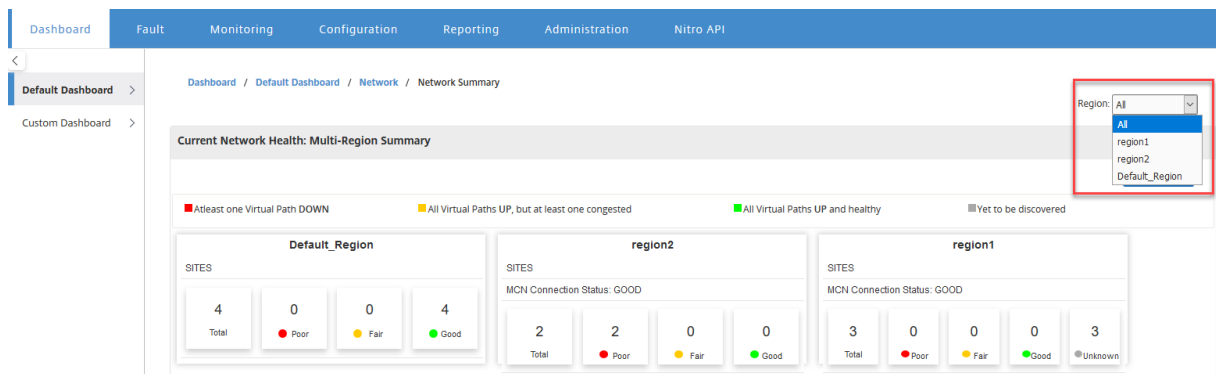 Dashboard Fault Monitoring Configuration Reporting Administration Nitro API
Default Dashboard
Custom Dashboard
Dashboard / Default Dashboard / Network / Network Summary
Region: All
All
region1
region2
Default_Region
Current Network Health: Multi-Region Summary
Atleast one Virtual Path DOWN All Virtual Paths UP, but at least one congested All Virtual Paths UP and healthy Yet to be discovered
Default_Region
SITES
4 0 0 4
Total Poor Fair Good
region2
SITES
MCN Connection Status: GOOD
2 2 0 0
Total Poor Fair Good
region1
SITES
MCN Connection Status: GOOD
3 0 0 0 3
Total Poor Fair Good Unknown